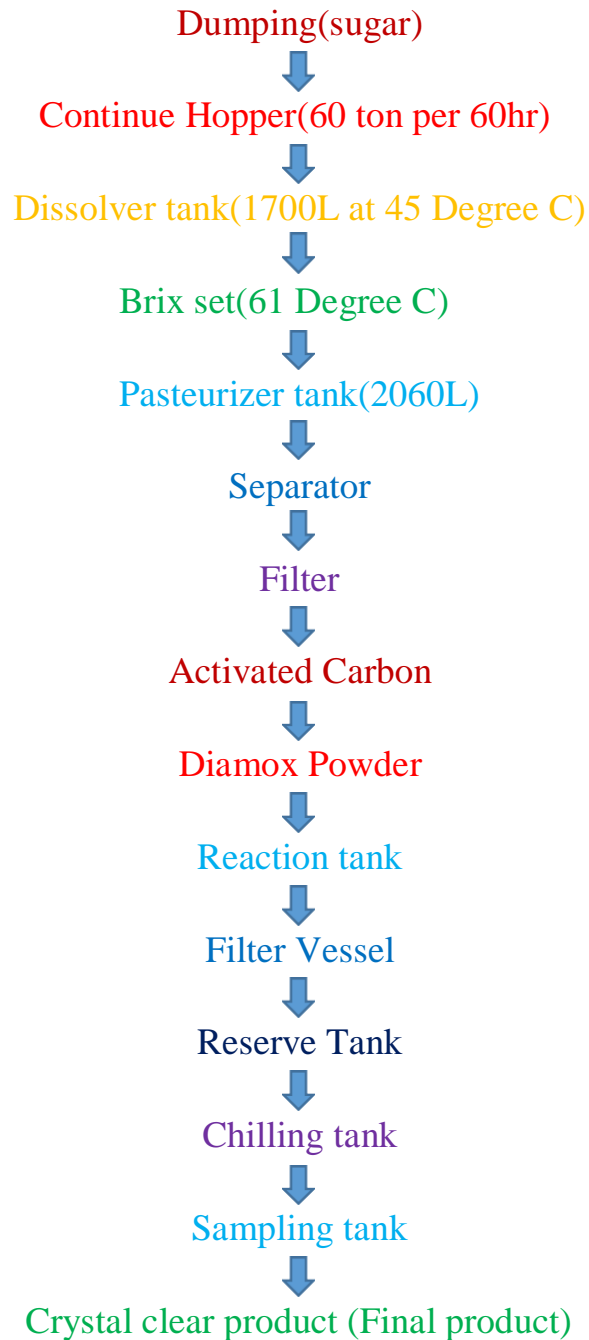 Dumping(sugar)
Continue Hopper(60 ton per 60hr)
Dissolver tank(1700L at 45 Degree C)
Brix set(61 Degree C)
Pasteurizer tank(2060L)
Separator
Filter
Activated Carbon
Diamox Powder
Reaction tank
Filter Vessel
Reserve Tank
Chilling tank
Sampling tank
Crystal clear product (Final product)